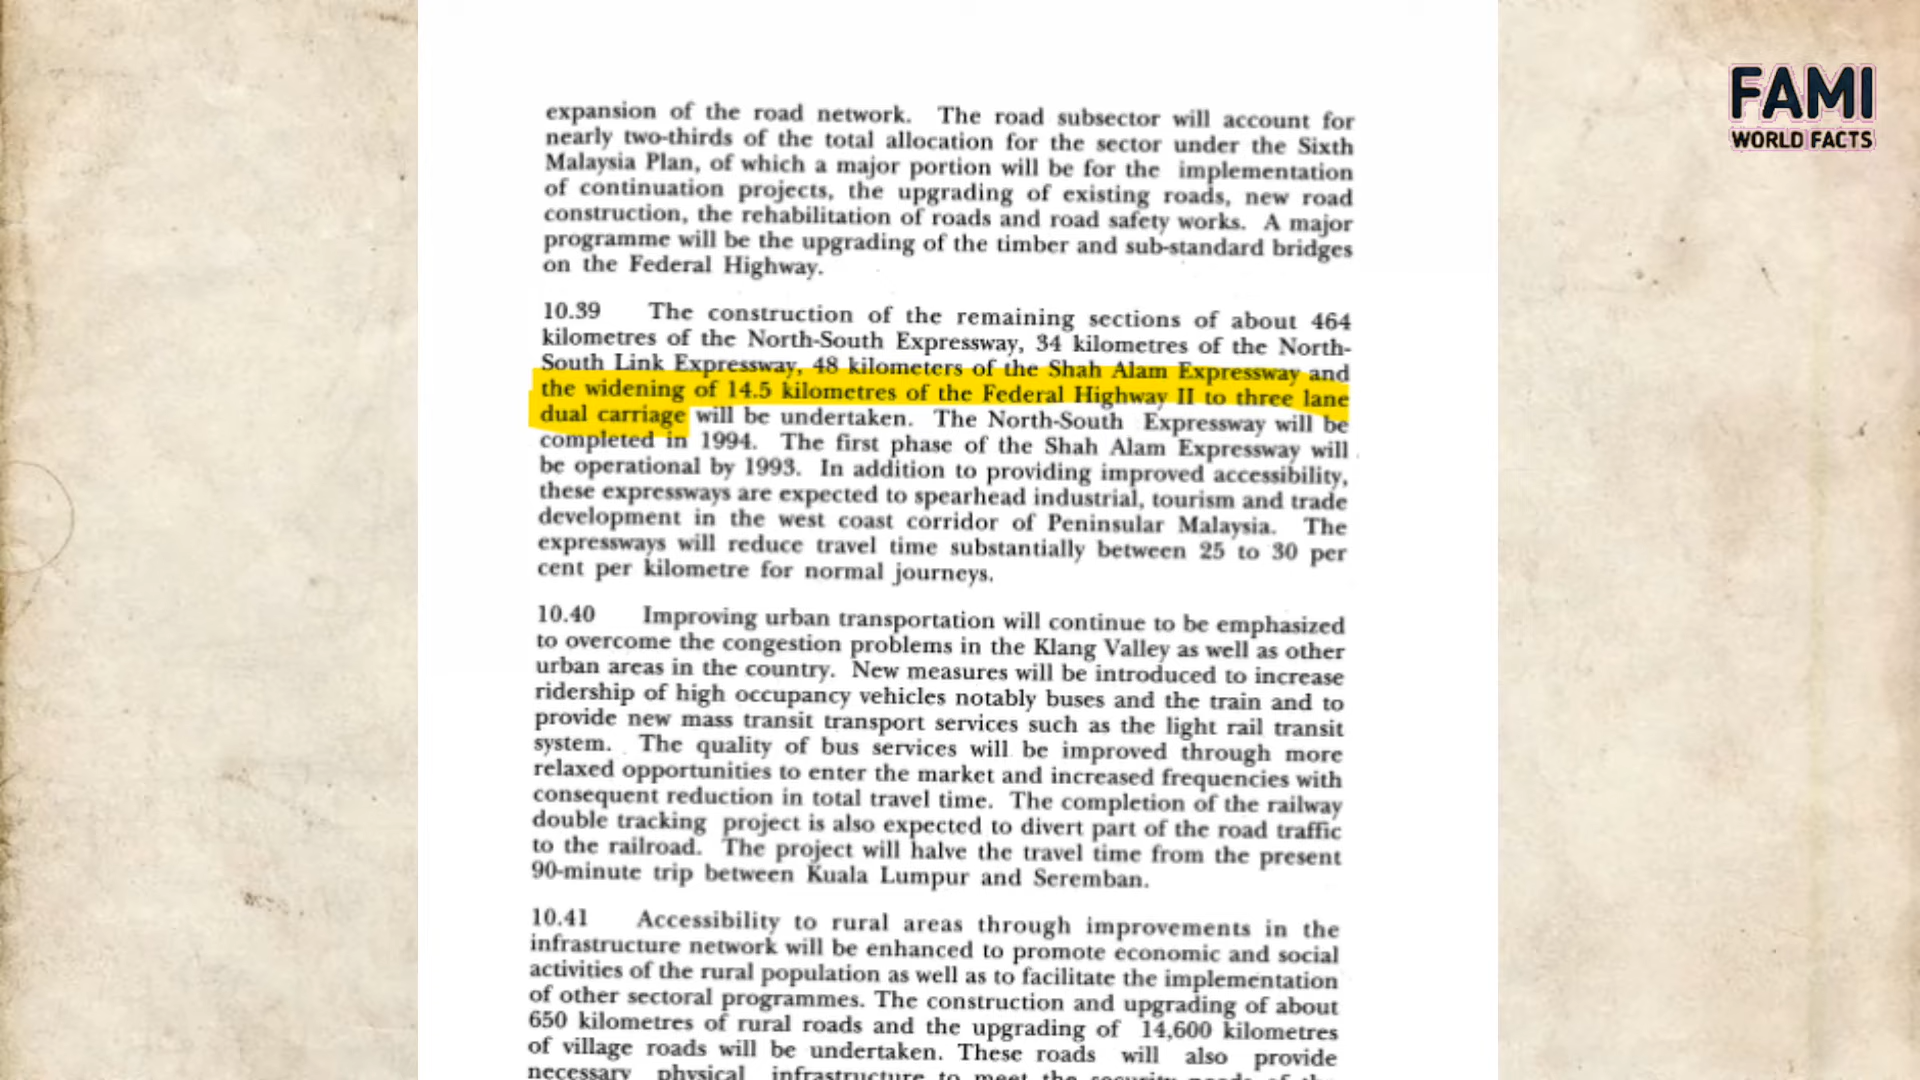 FAMI
WORLD FACTS
expansion of the road network. The road subsector will account for
nearly two-thirds of the total allocation for the sector under the Sixth
Malaysia Plan, of which a major portion will be for the implementation
of continuation projects, the upgrading of existing roads, new road
construction, the rehabilitation of roads and road safety works. A major
programme will be the upgrading of the timber and sub-standard bridges
on the Federal Highway.
10.39 The construction of the remaining sections of about 464
kilometres of the North-South Expressway, 34 kilometres of the North-
South Link Expressway, 48 kilometers of the Shah Alam Expressway and
the widening of 14.5 kilometres of the Federal Highway II to three lane
dual carriage will be undertaken. The North-South Expressway will be
completed in 1994. The first phase of the Shah Alam Expressway will
be operational by 1993. In addition to providing improved accessibility,
these expressways are expected to spearhead industrial, tourism and trade
development in the west coast corridor of Peninsular Malaysia. The
expressways will reduce travel time substantially between 25 to 30 per
cent per kilometre for normal journeys.
10.40 Improving urban transportation will continue to be emphasized
to overcome the congestion problems in the Klang Valley as well as other
urban areas in the country. New measures will be introduced to increase
ridership of high occupancy vehicles notably buses and the train and to
provide new mass transit transport services such as the light rail transit
system. The quality of bus services will be improved through more
relaxed opportunities to enter the market and increased frequencies with
consequent reduction in total travel time. The completion of the railway
double tracking project is also expected to divert part of the road traffic
to the railroad. The project will halve the travel time from the present
90-minute trip between Kuala Lumpur and Seremban.
10.41 Accessibility to rural areas through improvements in the
infrastructure network will be enhanced to promote economic and social
activities of the rural population as well as to facilitate the implementation
of other sectoral programmes. The construction and upgrading of about
650 kilometres of rural roads and the upgrading of 14,600 kilometres
of village roads will be undertaken. These roads will also provide
necessary physical infrastructure to meet the security needs of the